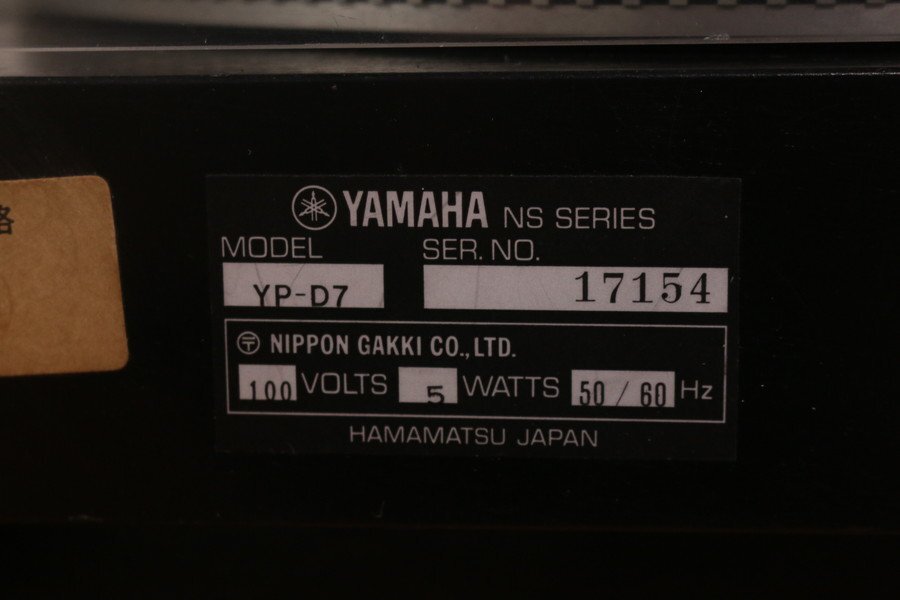 格
YAMAHA NS SERIES
MODEL SER. NO.
YP-D7 17154
〒 NIPPON GAKKI CO., LTD.
100 VOLTS 5 WATTS 50 / 60 Hz
HAMAMATSU JAPAN